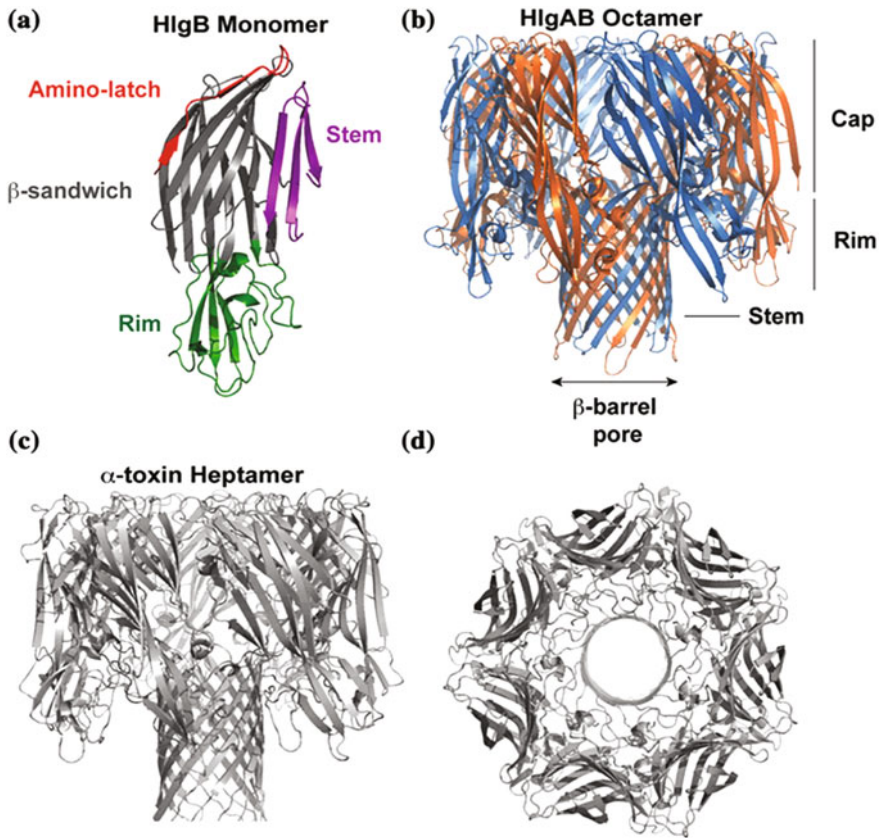 (a)
HlgB Monomer
Amino-latch
Stem
β-sandwich
Rim
(b)
HlgAB Octamer
Cap
Rim
Stem
β-barrel
pore
(c)
α-toxin Heptamer
(d)